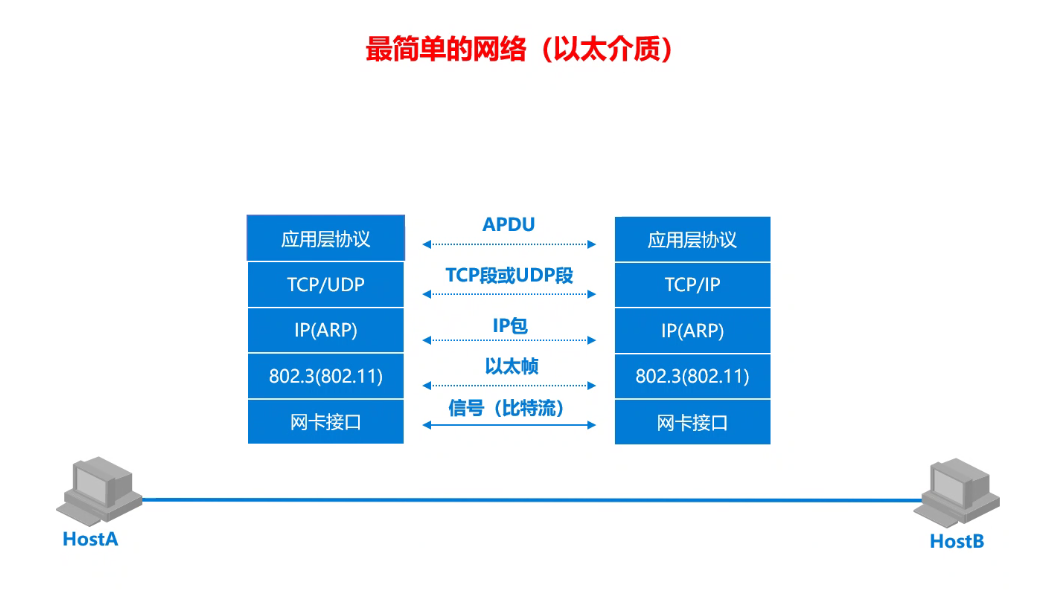 最简单的网络（以太介质）
应用层协议
APDU
应用层协议
TCP/UDP
TCP段或UDP段
TCP/IP
IP(ARP)
IP包
IP(ARP)
802.3(802.11)
以太帧
802.3(802.11)
网卡接口
信号（比特流）
网卡接口
HostA
HostB